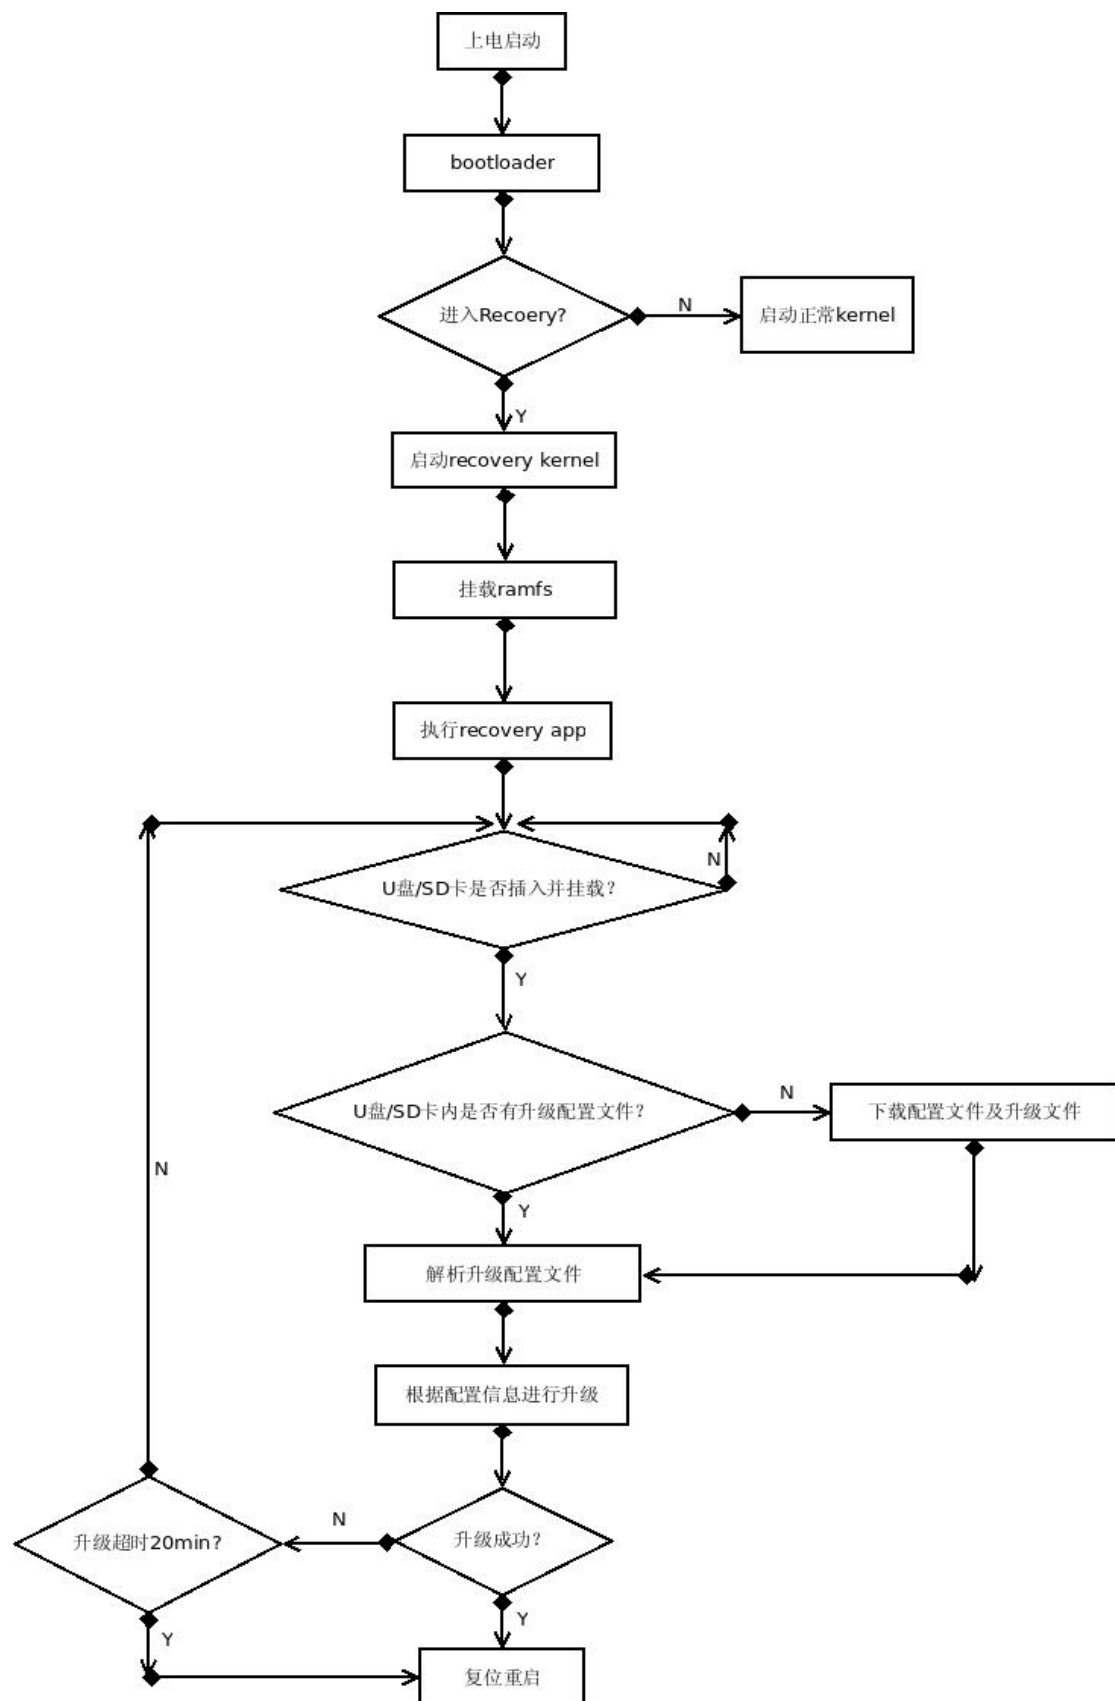 上电启动
bootloader
进入Recoery?
N
启动正常kernel
Y
启动recovery kernel
挂载ramfs
执行recovery app
N
U盘/SD卡是否插入并挂载？
Y
N
U盘/SD卡内是否有升级配置文件？
下载配置文件及升级文件
N
Y
解析升级配置文件
根据配置信息进行升级
N
升级成功？
升级超时20min？
Y
Y
复位重启